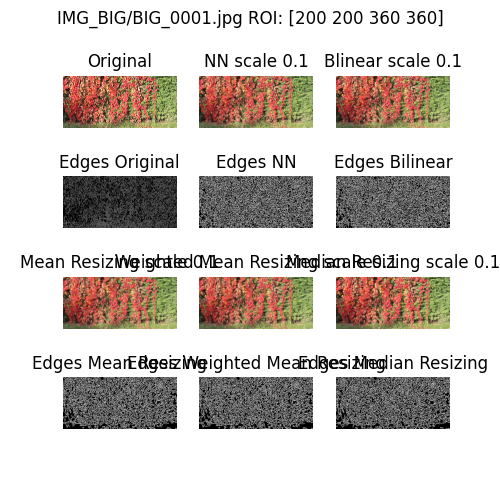 IMG_BIG/BIG_0001.jpg ROI: [200 200 360 360]
Original NN scale 0.1 Blinear scale 0.1
Edges Original Edges NN Edges Bilinear
Mean Resizing scale 0.1 Weighted Mean Resizing scale 0.1 Median Resizing scale 0.1
Edges Mean Resizing Edges Weighted Mean Resizing Edges Median Resizing